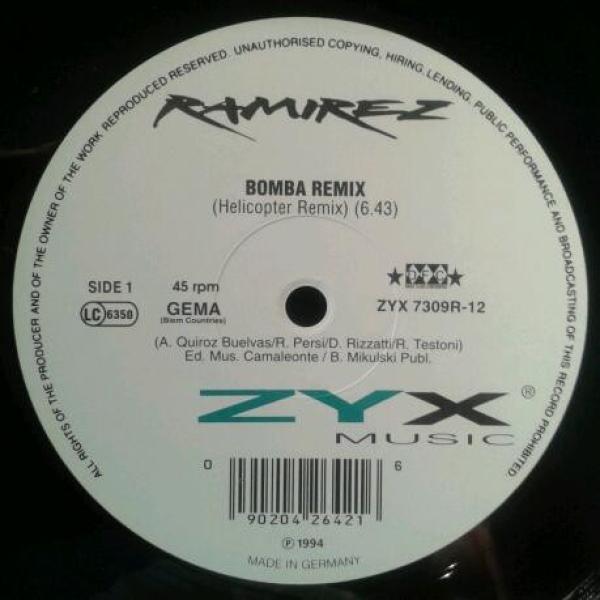 ALL RIGHTS OF THE PRODUCER AND OF THE OWNER OF THE WORK REPRODUCED RESERVED. UNAUTHORISED COPYING, HIRING, LENDING, PUBLIC PERFORMANCE AND BROADCASTING OF THIS RECORD PROHIBITED.
RAMIREZ
BOMBA REMIX
(Helicopter Remix) (6.43)
SIDE 1 45 rpm DFC
LC 6350 GEMA ZYX 7309R-12
(Biem Countries)
(A. Quiroz Buelvas/R. Persi/D. Rizzatti/R. Testoni)
Ed. Mus. Camaleonte / B. Mikulski Publ.
ZYX ®
MUSIC
0 6
90204 26421
℗ 1994
MADE IN GERMANY